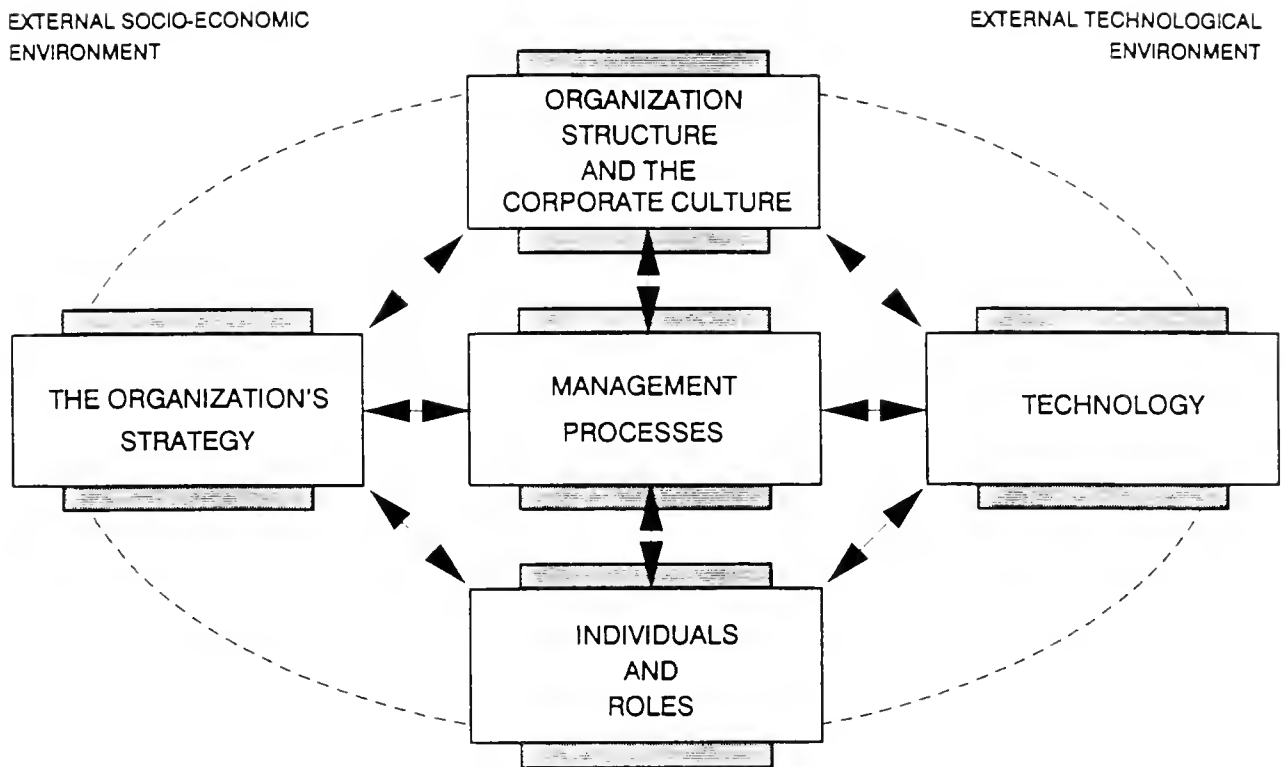 EXTERNAL SOCIO-ECONOMIC
ENVIRONMENT
EXTERNAL TECHNOLOGICAL
ENVIRONMENT
ORGANIZATION
STRUCTURE
AND THE
CORPORATE CULTURE
THE ORGANIZATION'S
STRATEGY
MANAGEMENT
PROCESSES
TECHNOLOGY
INDIVIDUALS
AND
ROLES